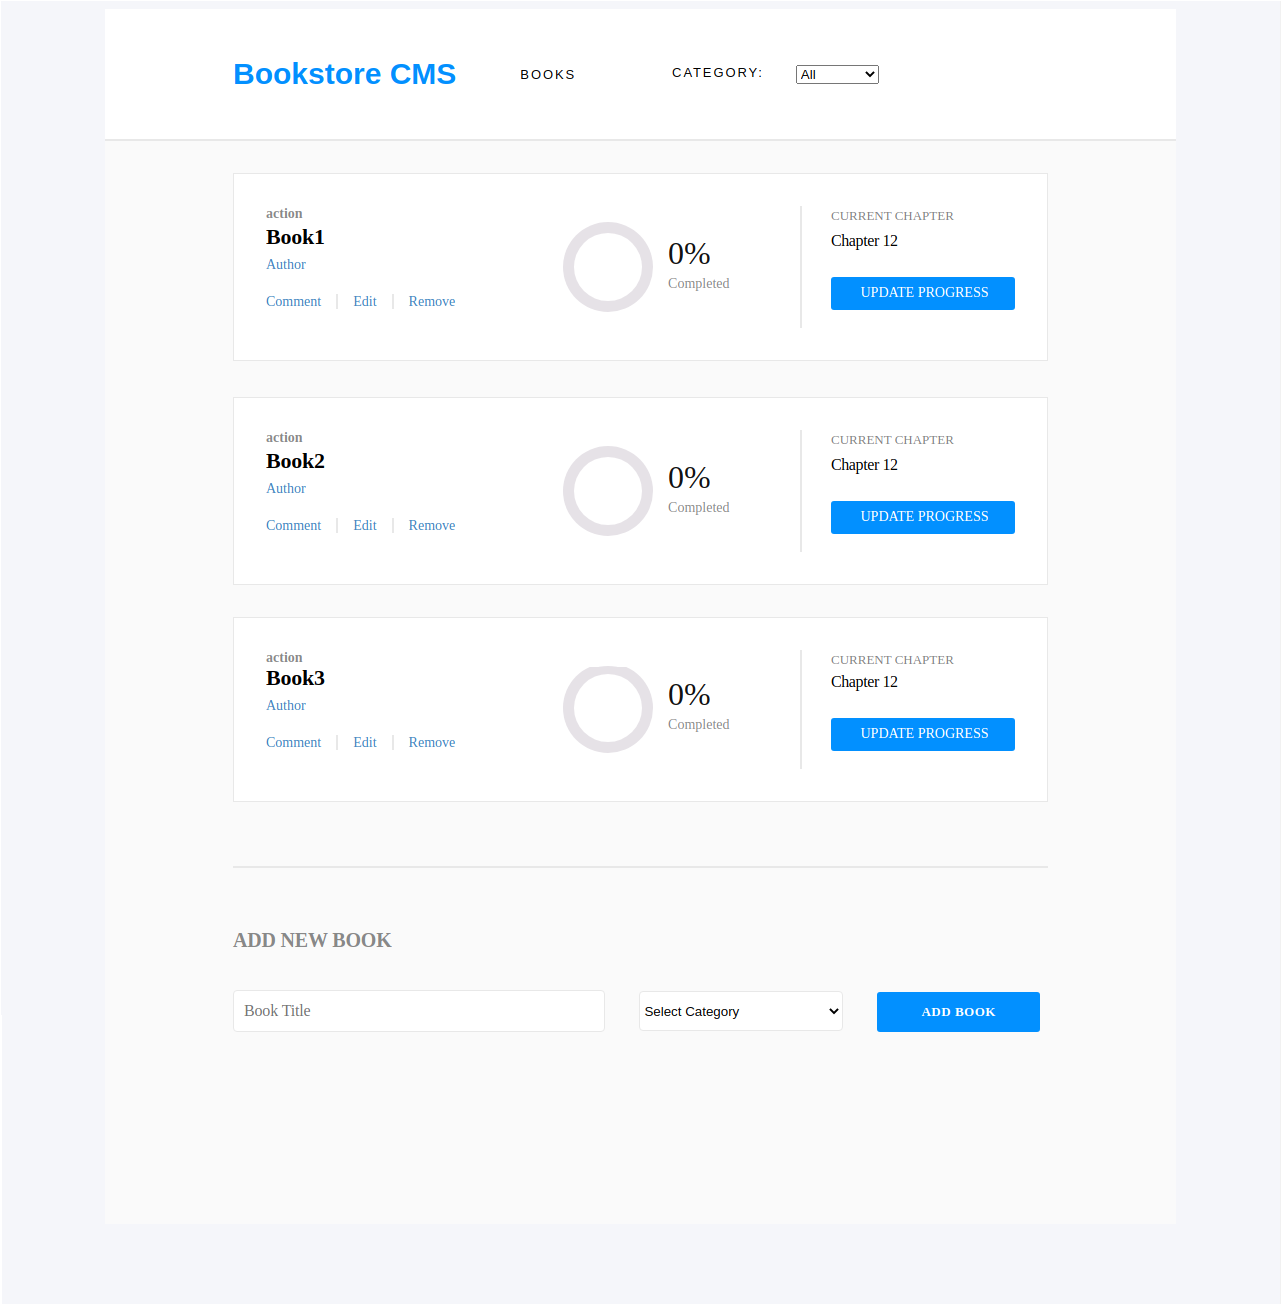 Bookstore CMS BOOKS CATEGORY: All
action
Book1
Author
Comment Edit Remove
0%
Completed
CURRENT CHAPTER
Chapter 12
UPDATE PROGRESS
action
Book2
Author
Comment Edit Remove
0%
Completed
CURRENT CHAPTER
Chapter 12
UPDATE PROGRESS
action
Book3
Author
Comment Edit Remove
0%
Completed
CURRENT CHAPTER
Chapter 12
UPDATE PROGRESS
ADD NEW BOOK
Book Title Select Category ADD BOOK